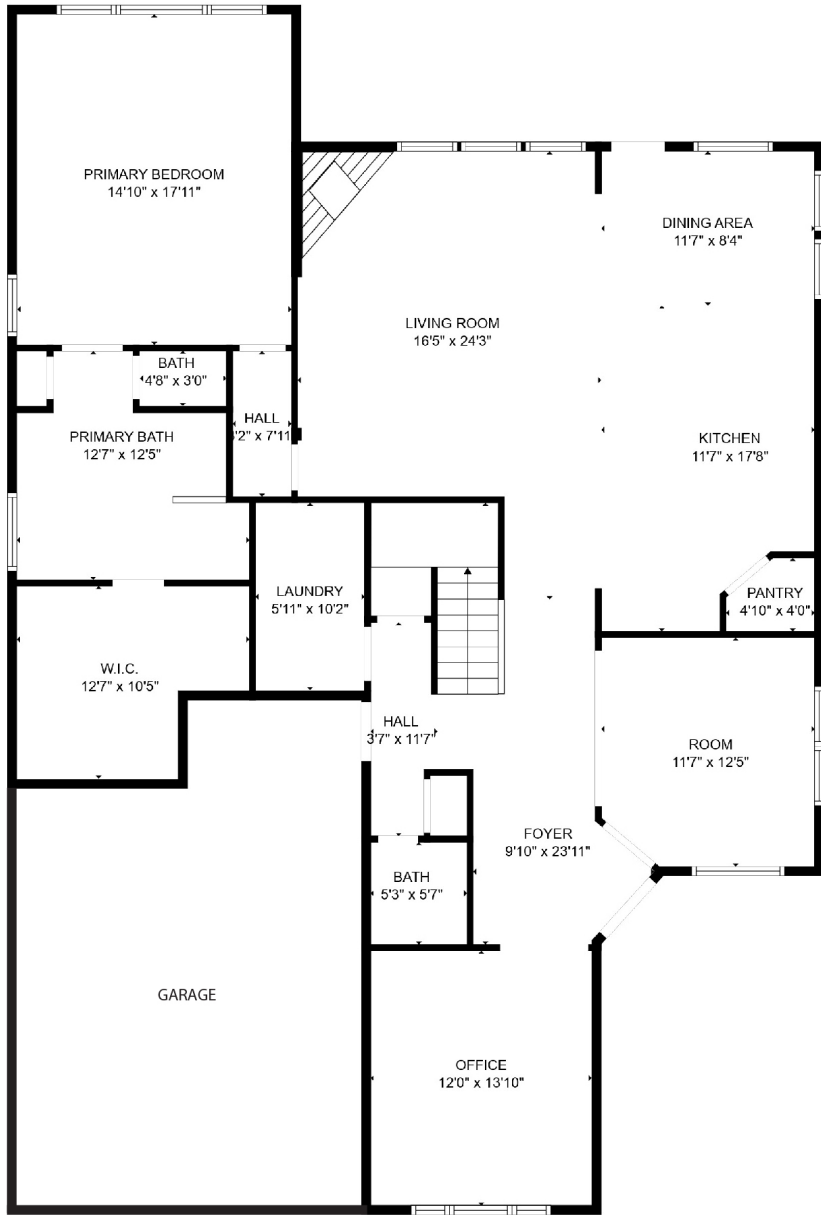 PRIMARY BEDROOM
14'10" x 17'11"
DINING AREA
11'7" x 8'4"
LIVING ROOM
16'5" x 24'3"
BATH
4'8" x 3'0"
HALL
'2" x 7'11
PRIMARY BATH
12'7" x 12'5"
KITCHEN
11'7" x 17'8"
LAUNDRY
5'11" x 10'2"
PANTRY
4'10" x 4'0"
W.I.C.
12'7" x 10'5"
HALL
3'7" x 11'7"
ROOM
11'7" x 12'5"
FOYER
9'10" x 23'11"
BATH
5'3" x 5'7"
GARAGE
OFFICE
12'0" x 13'10"